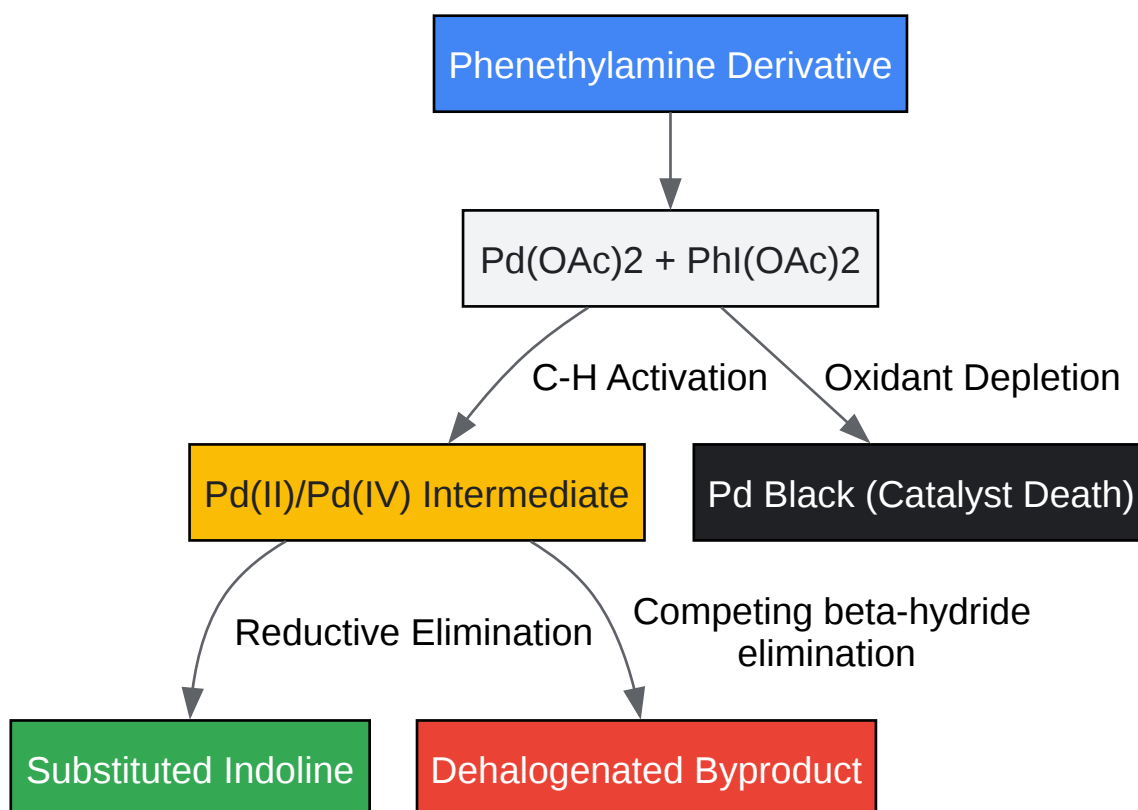 Phenethylamine Derivative
Pd(OAc)2 + PhI(OAc)2
C-H Activation
Oxidant Depletion
Pd(II)/Pd(IV) Intermediate
Pd Black (Catalyst Death)
Reductive Elimination
Competing beta-hydride
elimination
Substituted Indoline
Dehalogenated Byproduct